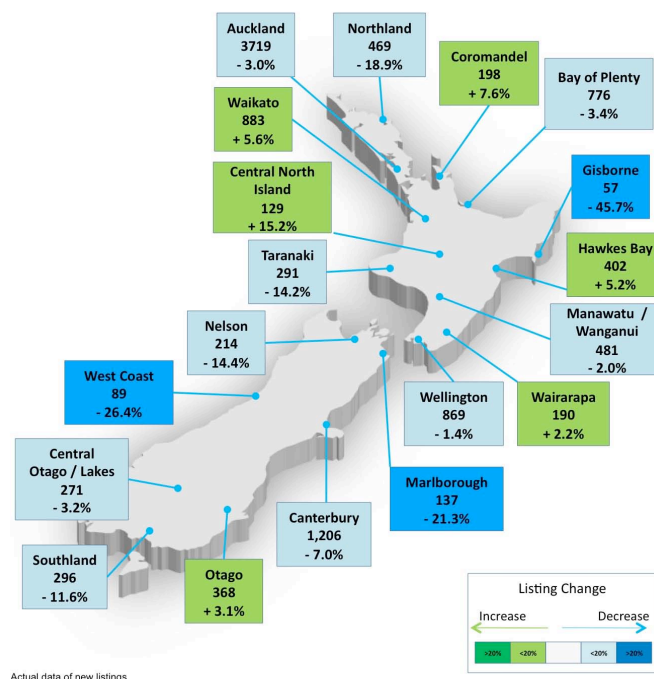 Auckland
3719
- 3.0%
Northland
469
- 18.9%
Coromandel
198
+ 7.6%
Bay of Plenty
776
- 3.4%
Waikato
883
+ 5.6%
Gisborne
57
- 45.7%
Central North
Island
129
+ 15.2%
Hawkes Bay
402
+ 5.2%
Taranaki
291
- 14.2%
Manawatu /
Wanganui
481
- 2.0%
Nelson
214
- 14.4%
West Coast
89
- 26.4%
Wellington
869
- 1.4%
Wairarapa
190
+ 2.2%
Central
Otago / Lakes
271
- 3.2%
Marlborough
137
- 21.3%
Canterbury
1,206
- 7.0%
Southland
296
- 11.6%
Otago
368
+ 3.1%
Listing Change
Increase Decrease
>20% <20% <20% >20%
Actual data of new listings